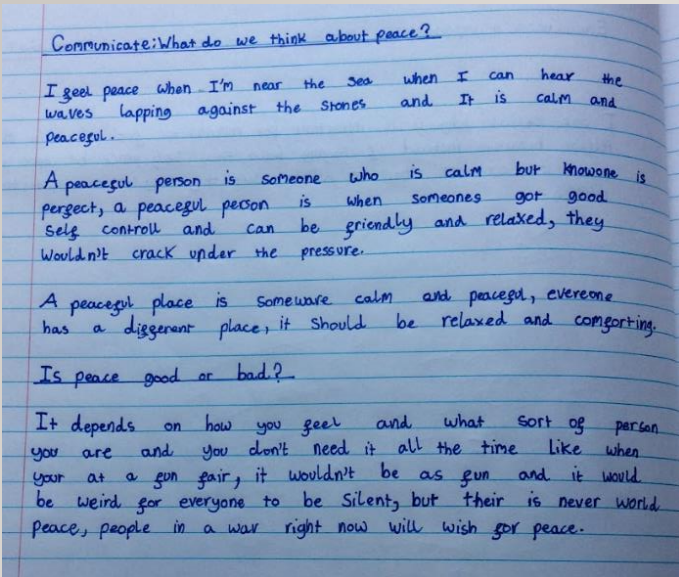 Communicate: What do we think about peace?
I feel peace when I'm near the sea when I can hear the
waves lapping against the stones and It is calm and
peaceful.
A peaceful person is someone who is calm but knowone is
perfect, a peaceful person is when someones got good
self controll and can be friendly and relaxed, they
wouldn't crack under the pressure.
A peaceful place is someware calm and peaceful, evereone
has a different place, it should be relaxed and comforting.
Is peace good or bad?
It depends on how you feel and what sort of person
you are and you don't need it all the time like when
your at a fun fair, it wouldn't be as fun and it would
be weird for everyone to be silent, but their is never world
peace, people in a war right now will wish for peace.